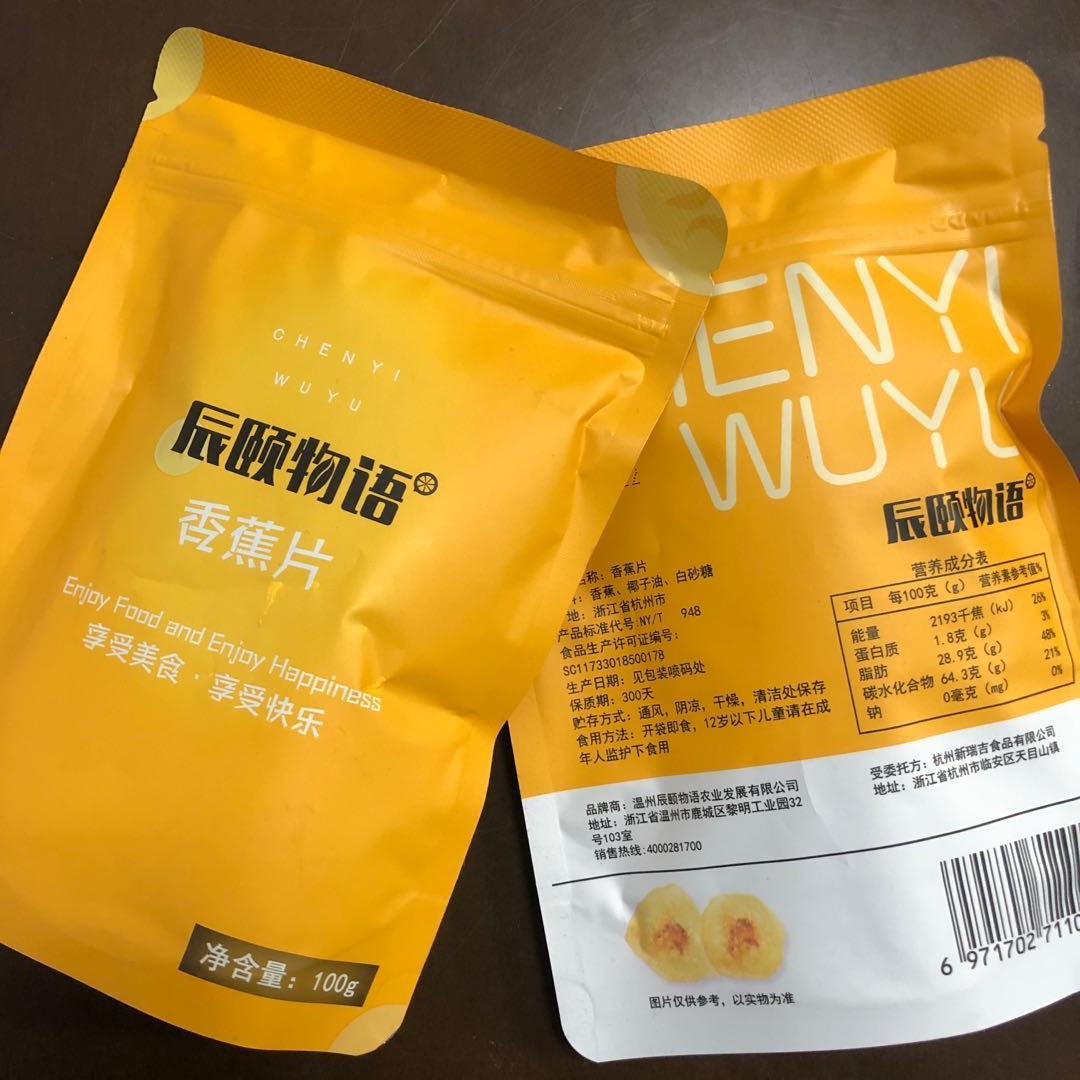 CHENYI
WUYU
辰颐物语
香蕉片
Enjoy Food and Enjoy Happiness
享受美食·享受快乐
净含量：100g
HENYI
WUYU
辰颐物语
名称：香蕉片
：香蕉、椰子油、白砂糖
地：浙江省杭州市
产品标准代号:NY/T 948
食品生产许可证编号：
SC11733018500178
生产日期：见包装喷码处
保质期：300天
贮存方式：通风，阴凉，干燥，清洁处保存
食用方法：开袋即食，12岁以下儿童请在成
年人监护下食用
营养成分表
项目 每100克（g） 营养素参考值%
能量 2193千焦（kJ） 26%
蛋白质 1.8克（g） 3%
脂肪 28.9克（g） 48%
碳水化合物 64.3克（g） 21%
钠 0毫克（mg） 0%
品牌商：温州辰颐物语农业发展有限公司
地址：浙江省温州市鹿城区黎明工业园32
号103室
销售热线:4000281700
受委托方：杭州新瑞吉食品有限公司
地址：浙江省杭州市临安区天目山镇
图片仅供参考，以实物为准
6 971702 7110